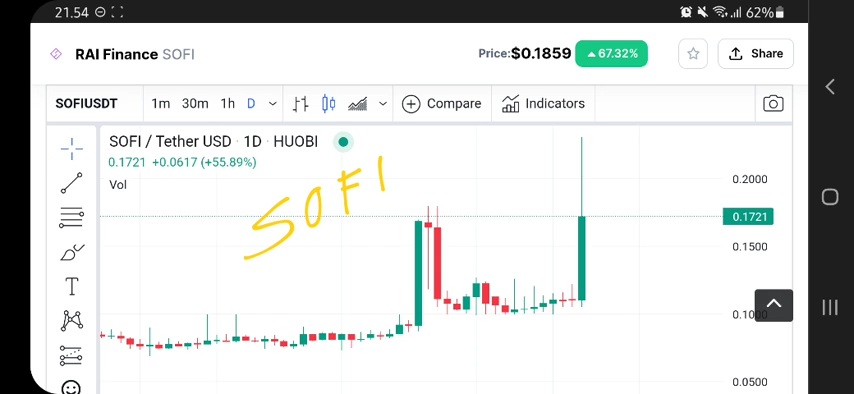 21.54 62%
RAI Finance SOFI Price:$0.1859 ▲ 67.32% Share
SOFIUSDT 1m 30m 1h D Compare Indicators
SOFI / Tether USD · 1D · HUOBI
0.1721 +0.0617 (+55.89%)
Vol
SOFI
T
0.2000
0.1721
0.1500
0.1000
0.0500